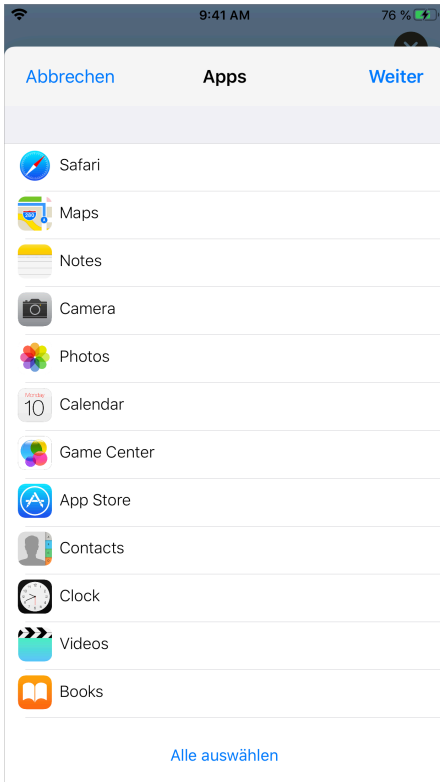 9:41 AM
76 %
Abbrechen
Apps
Weiter
Safari
280
Maps
Notes
Camera
Photos
Monday
10
Calendar
Game Center
App Store
Contacts
Clock
Videos
Books
Alle auswählen